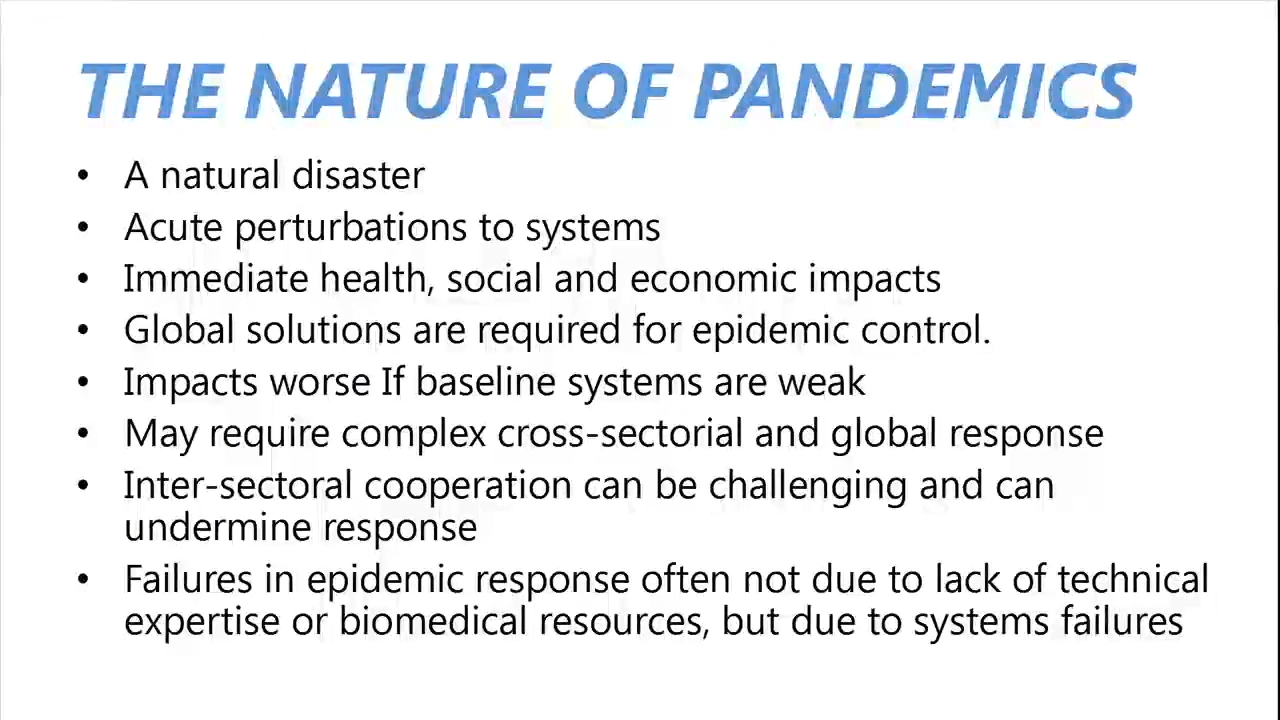 THE NATURE OF PANDEMICS
• A natural disaster
• Acute perturbations to systems
• Immediate health, social and economic impacts
• Global solutions are required for epidemic control.
• Impacts worse If baseline systems are weak
• May require complex cross-sectorial and global response
• Inter-sectoral cooperation can be challenging and can
undermine response
• Failures in epidemic response often not due to lack of technical
expertise or biomedical resources, but due to systems failures